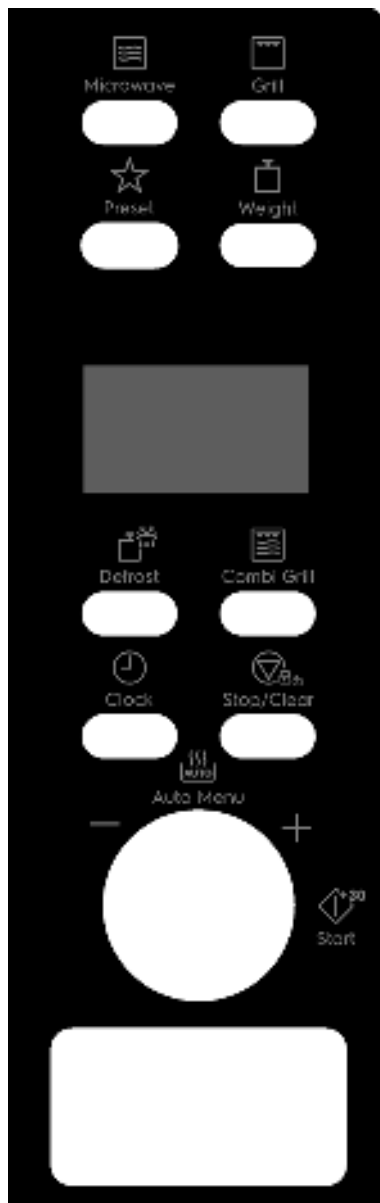 Microwave Grill
Preset Weight
Defrost Combi Grill
Clock Stop/Clear
AUTO
Auto Menu
− +
+30
Start